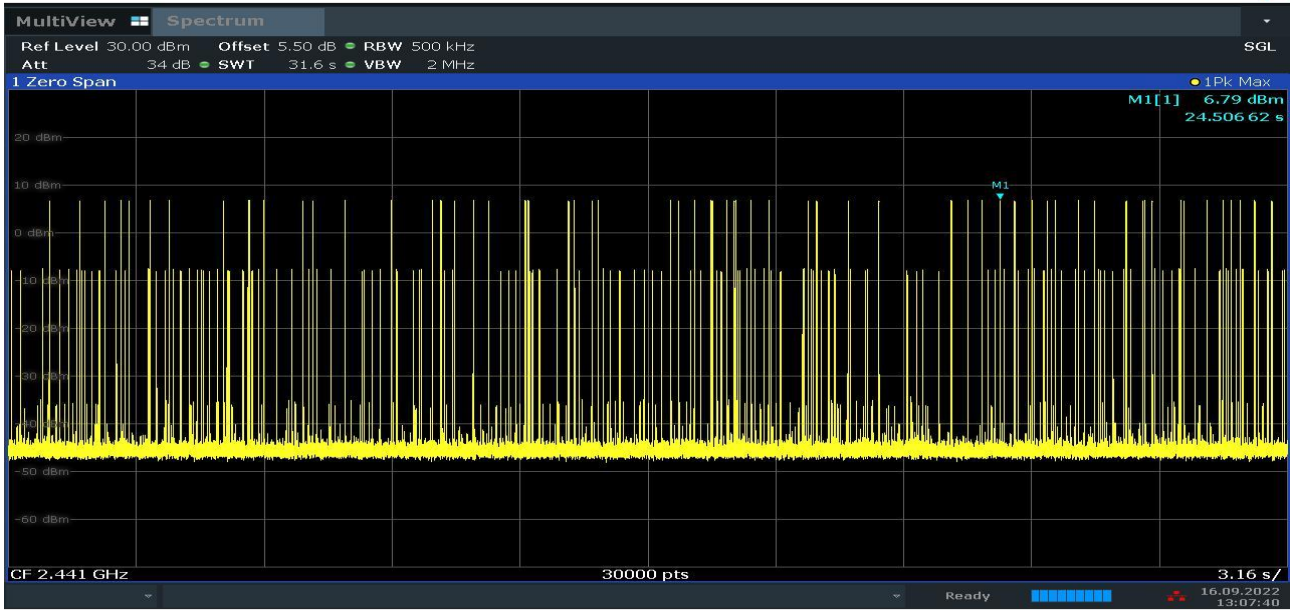 MultiView Spectrum
Ref Level 30.00 dBm Offset 5.50 dB RBW 500 kHz SGL
Att 34 dB SWT 31.6 s VBW 2 MHz
1 Zero Span 1Pk Max
M1[1] 6.79 dBm
24.506 62 s
20 dBm
10 dBm
M1
0 dBm
-10 dBm
-20 dBm
-30 dBm
-50 dBm
-60 dBm
CF 2.441 GHz 30000 pts 3.16 s/
Ready 16.09.2022
13:07:40